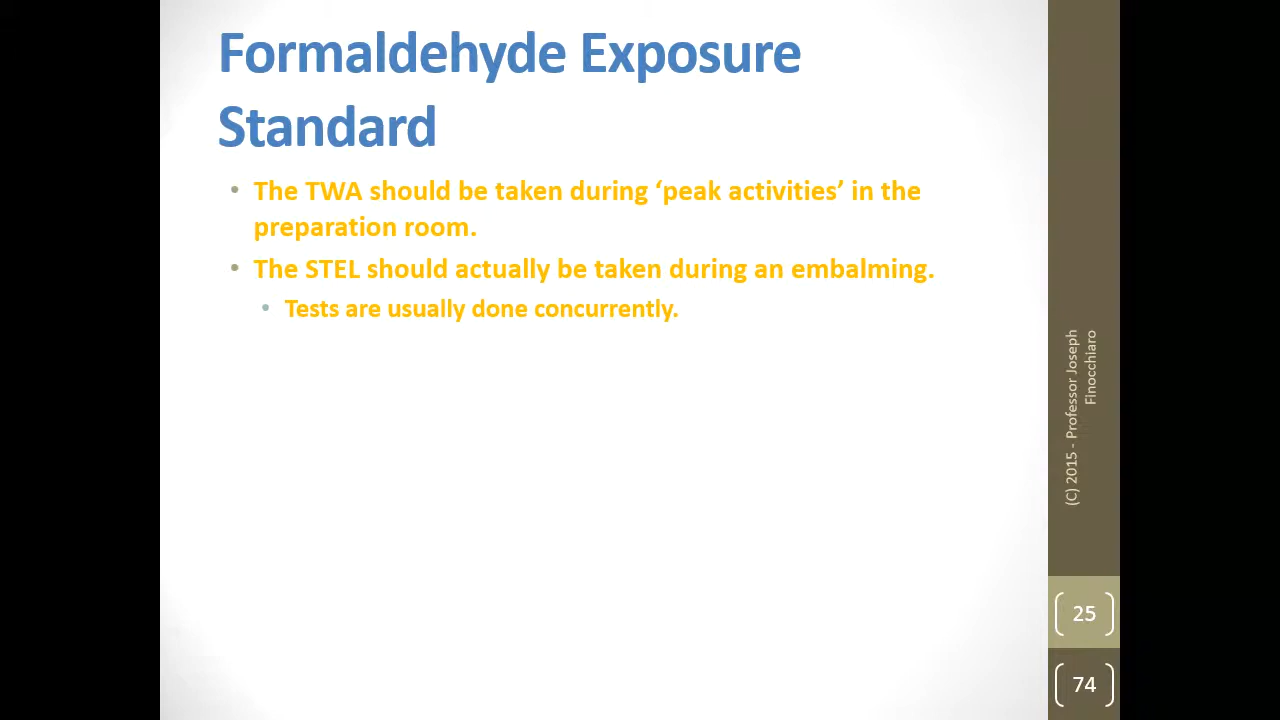 Formaldehyde Exposure
Standard
• The TWA should be taken during ‘peak activities’ in the
preparation room.
• The STEL should actually be taken during an embalming.
• Tests are usually done concurrently.
(C) 2015 - Professor Joseph
Finocchiaro
25
74